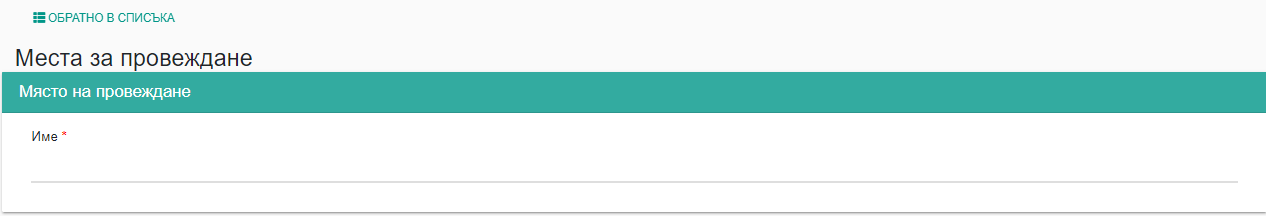 ОБРАТНО В СПИСЪКА
Места за провеждане
Място на провеждане
Име *